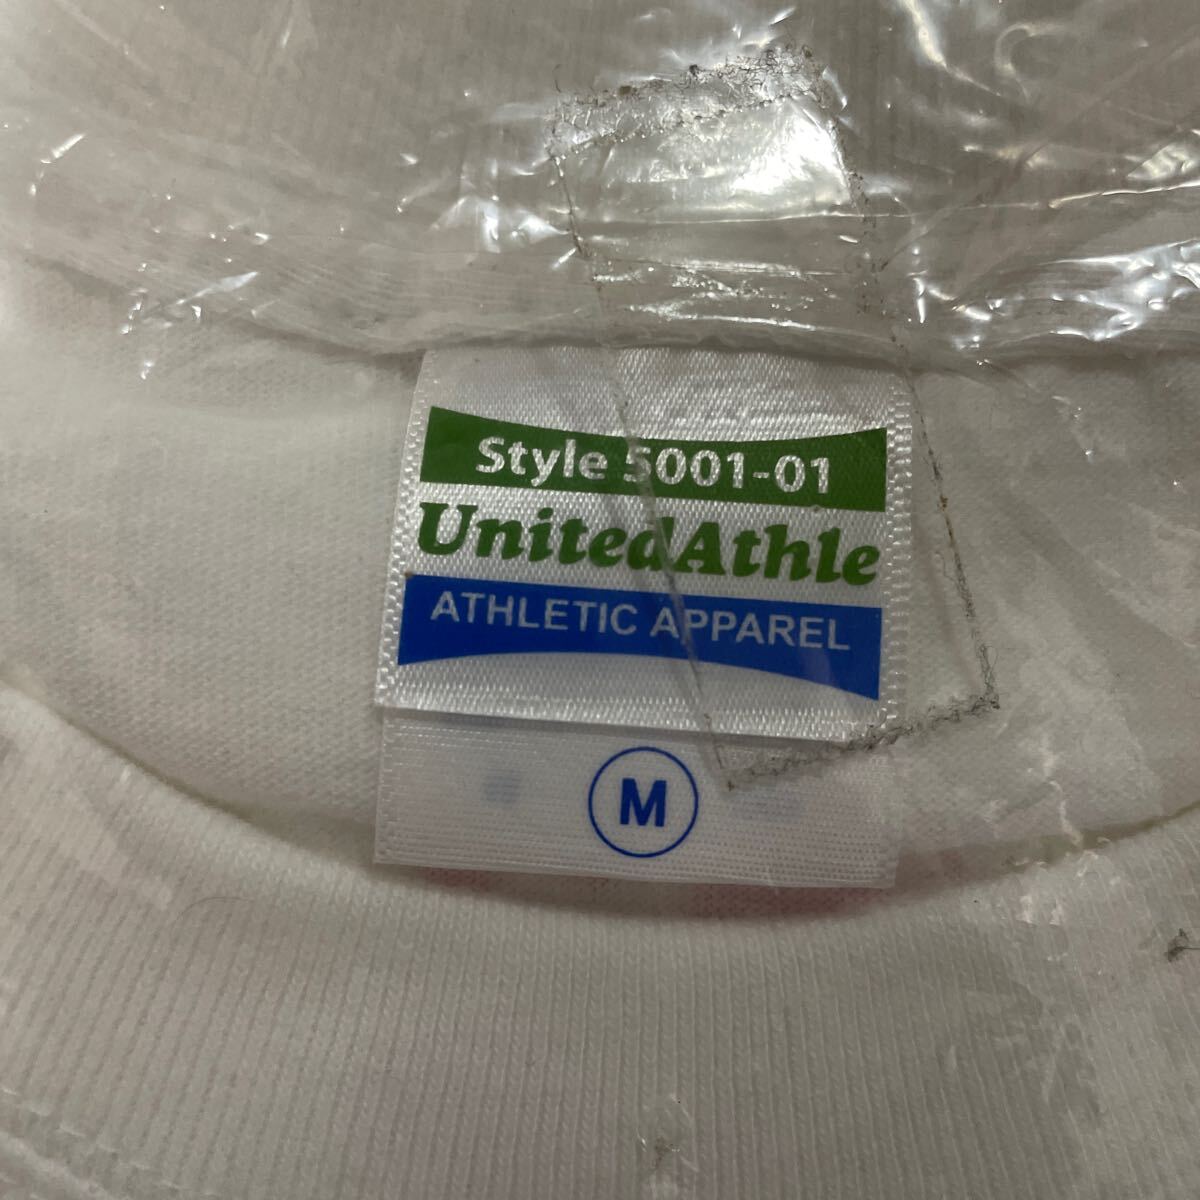 Style 5001-01
UnitedAthle
ATHLETIC APPAREL
M